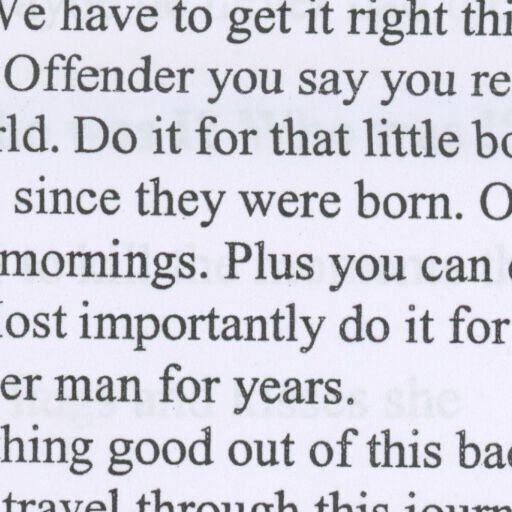 We have to get it right thi
Offender you say you re
rld. Do it for that little bo
since they were born. O
mornings. Plus you can
ost importantly do it for
er man for years.
hing good out of this bad
travel through this journ